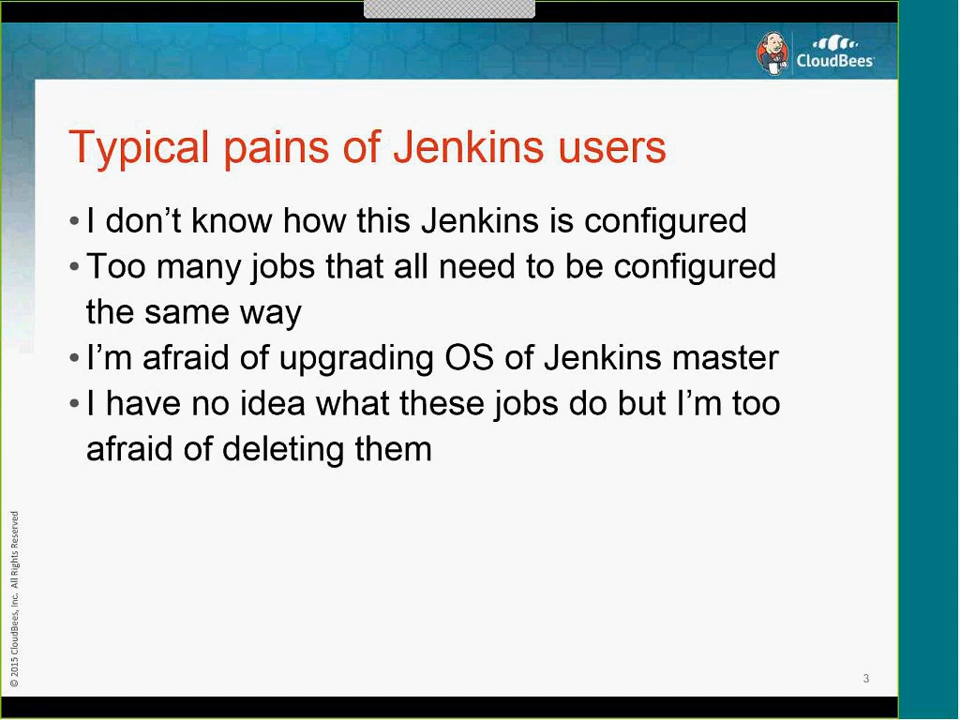 CloudBees
Typical pains of Jenkins users
• I don’t know how this Jenkins is configured
• Too many jobs that all need to be configured
the same way
• I’m afraid of upgrading OS of Jenkins master
• I have no idea what these jobs do but I’m too
afraid of deleting them
© 2015 CloudBees, Inc. All Rights Reserved
3